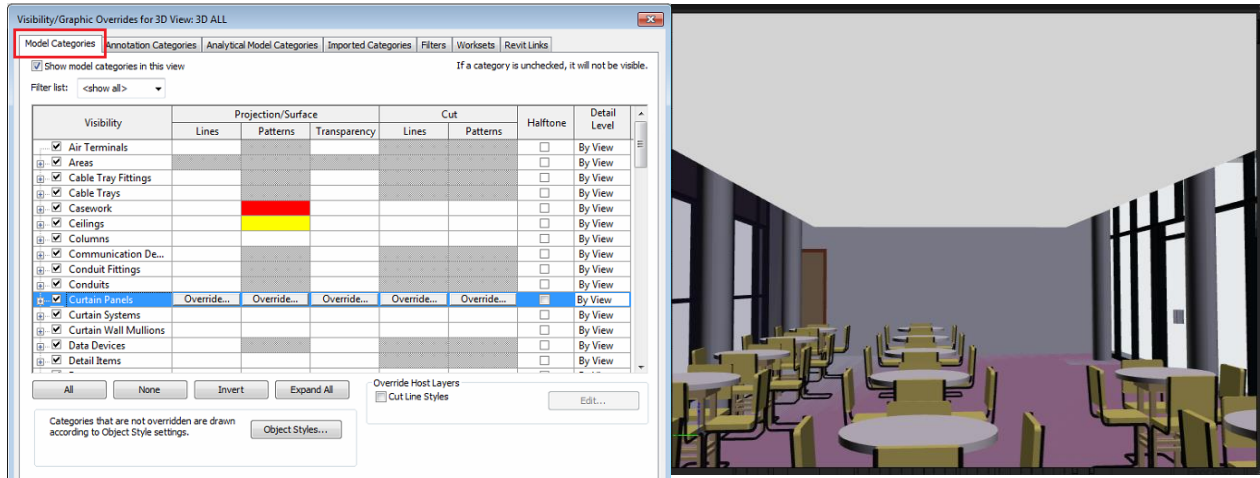 Visibility/Graphic Overrides for 3D View: 3D ALL
Model Categories Annotation Categories Analytical Model Categories Imported Categories Filters Worksets Revit Links
Show model categories in this view If a category is unchecked, it will not be visible.
Filter list: <show all>
Visibility Projection/Surface Cut Halftone Detail Level
Lines Patterns Transparency Lines Patterns
Air Terminals By View
Areas By View
Cable Tray Fittings By View
Cable Trays By View
Casework By View
Ceilings By View
Columns By View
Communication De... By View
Conduit Fittings By View
Conduits By View
Curtain Panels Override... Override... Override... Override... Override... By View
Curtain Systems By View
Curtain Wall Mullions By View
Data Devices By View
Detail Items By View
All None Invert Expand All
Override Host Layers
Cut Line Styles Edit...
Categories that are not overridden are drawn
according to Object Style settings. Object Styles...